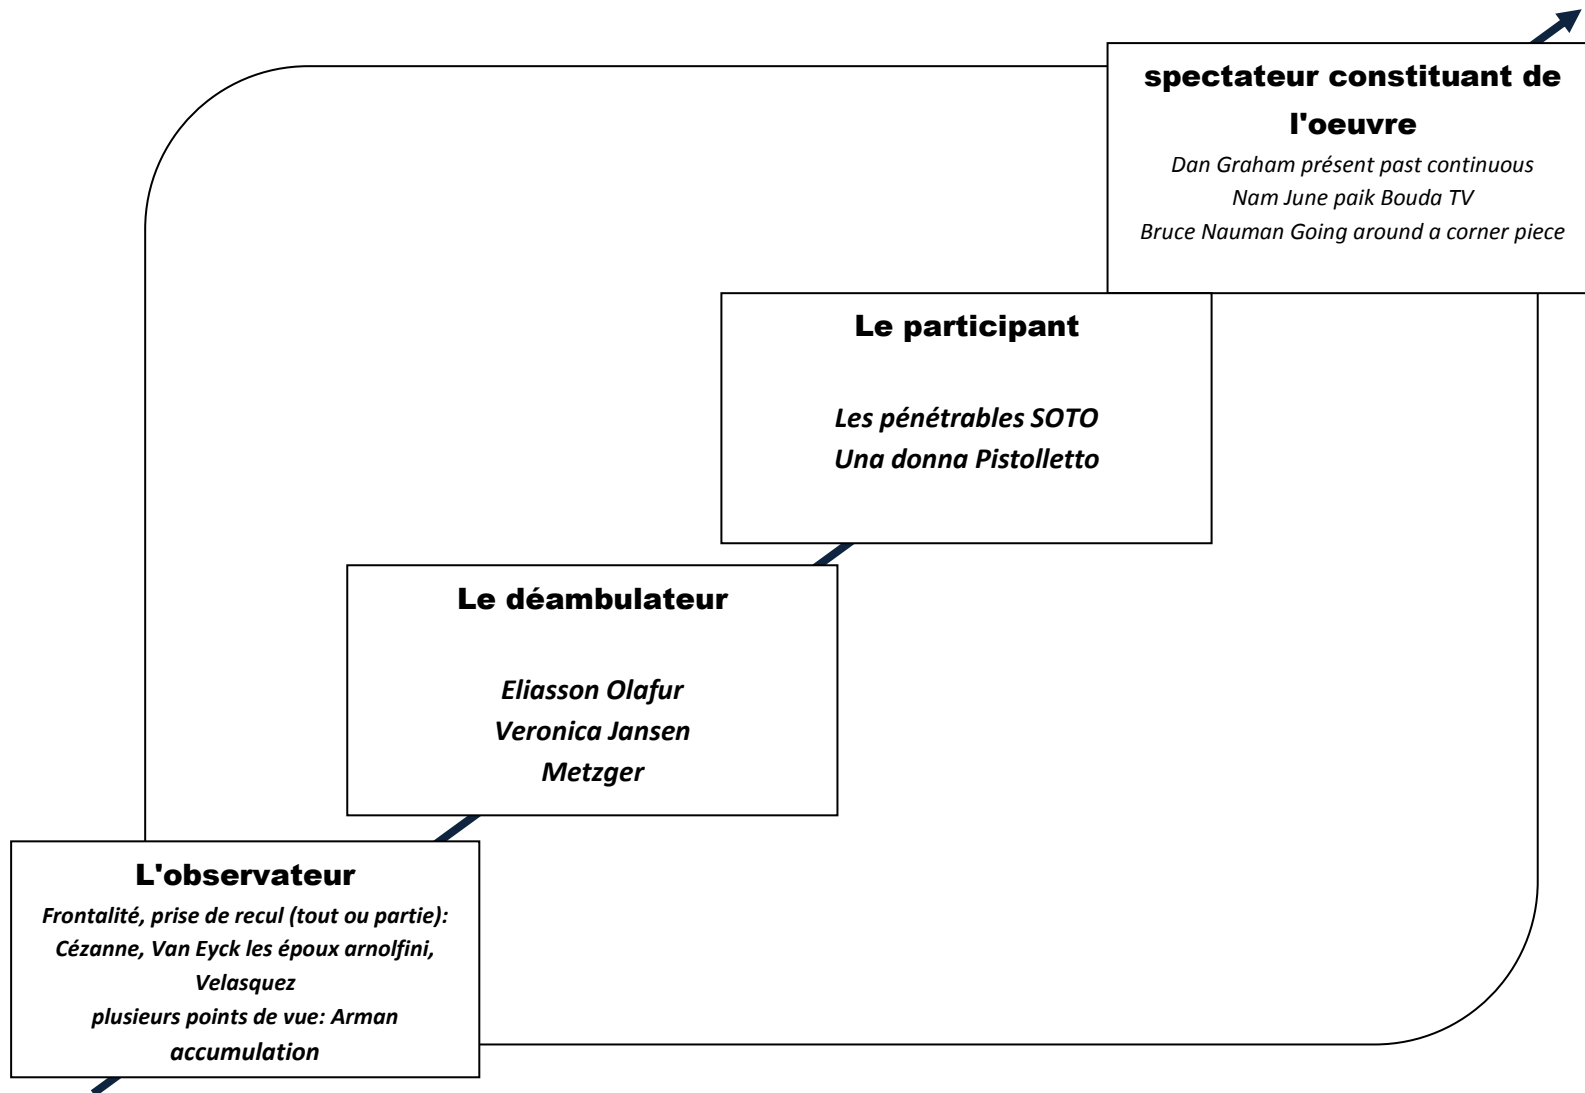 spectateur constituant de
l'oeuvre
Dan Graham présent past continuous
Nam June paik Bouda TV
Bruce Nauman Going around a corner piece
Le participant
Les pénétrables SOTO
Una donna Pistolletto
Le déambulateur
Eliasson Olafur
Veronica Jansen
Metzger
L'observateur
Frontalité, prise de recul (tout ou partie):
Cézanne, Van Eyck les époux arnolfini,
Velasquez
plusieurs points de vue: Arman
accumulation